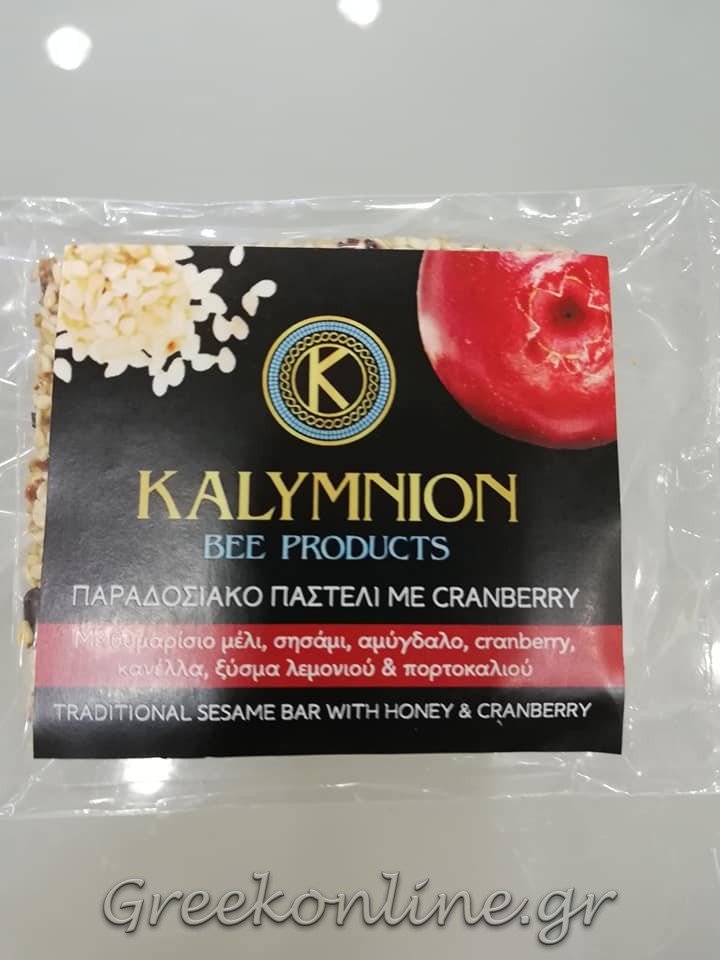 K
KALYMNION
BEE PRODUCTS
ΠΑΡΑΔΟΣΙΑΚΟ ΠΑΣΤΕΛΙ ΜΕ CRANBERRY
Με θυμαρίσιο μέλι, σησάμι, αμύγδαλο, cranberry,
κανέλλα, ξύσμα λεμονιού & πορτοκαλιού
TRADITIONAL SESAME BAR WITH HONEY & CRANBERRY
Greekonline.gr